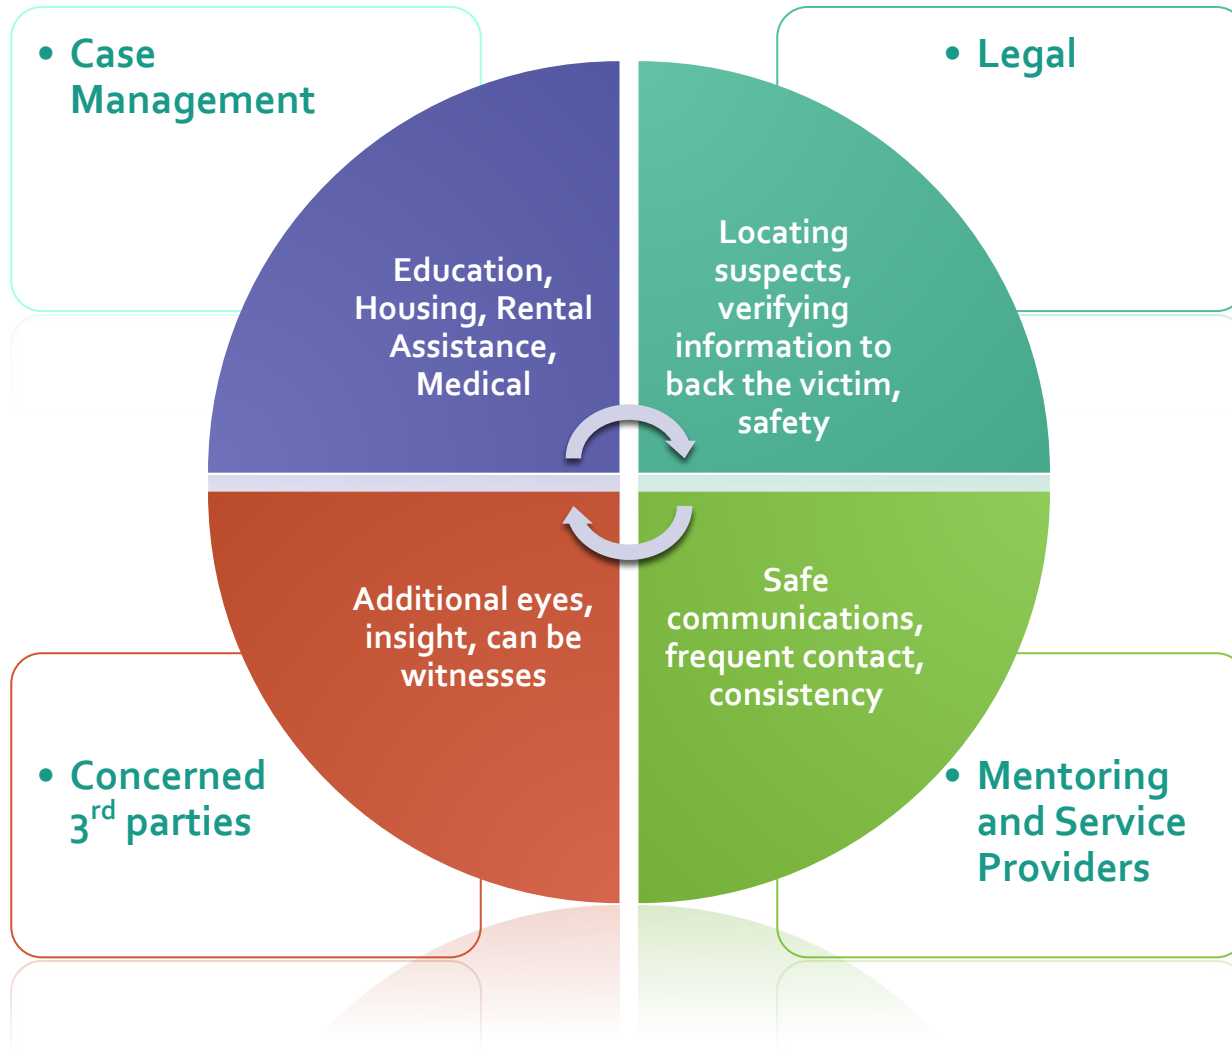 • Case
Management
• Legal
Education,
Housing, Rental
Assistance,
Medical
Locating
suspects,
verifying
information to
back the victim,
safety
Additional eyes,
insight, can be
witnesses
Safe
communications,
frequent contact,
consistency
• Concerned
3rd parties
• Mentoring
and Service
Providers